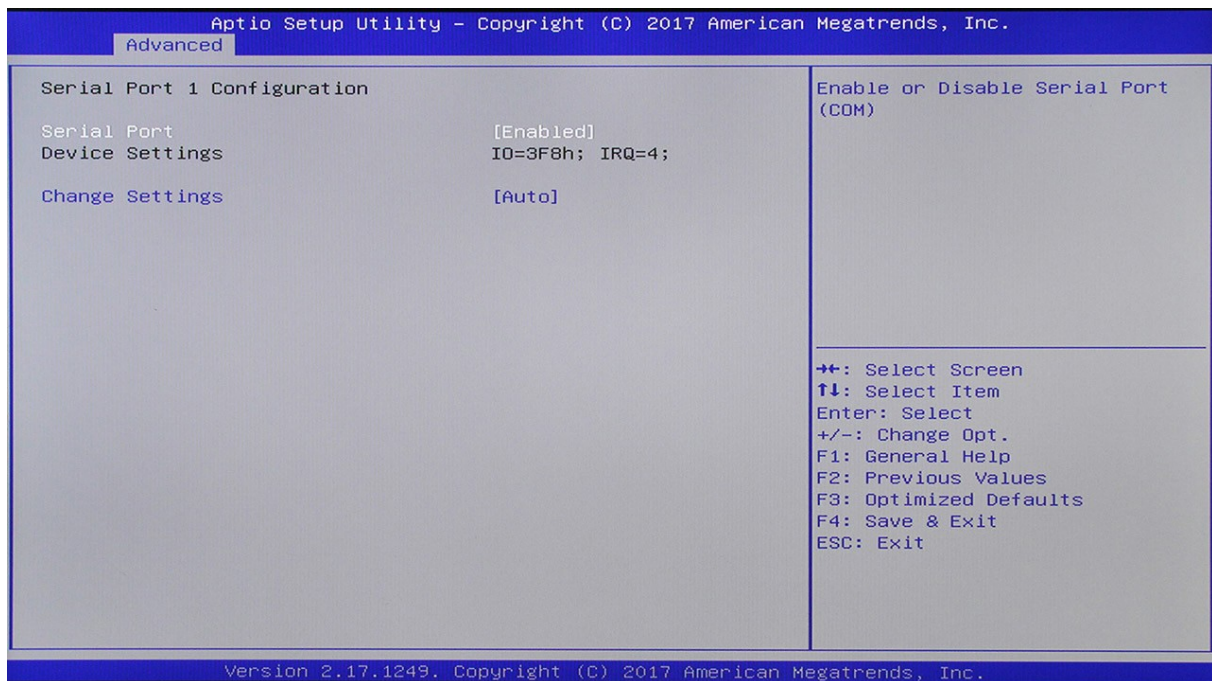 Aptio Setup Utility – Copyright (C) 2017 American Megatrends, Inc.
Advanced
Serial Port 1 Configuration
Serial Port [Enabled]
Device Settings IO=3F8h; IRQ=4;
Change Settings [Auto]
Enable or Disable Serial Port
(COM)
→←: Select Screen
↑↓: Select Item
Enter: Select
+/-: Change Opt.
F1: General Help
F2: Previous Values
F3: Optimized Defaults
F4: Save & Exit
ESC: Exit
Version 2.17.1249. Copyright (C) 2017 American Megatrends, Inc.